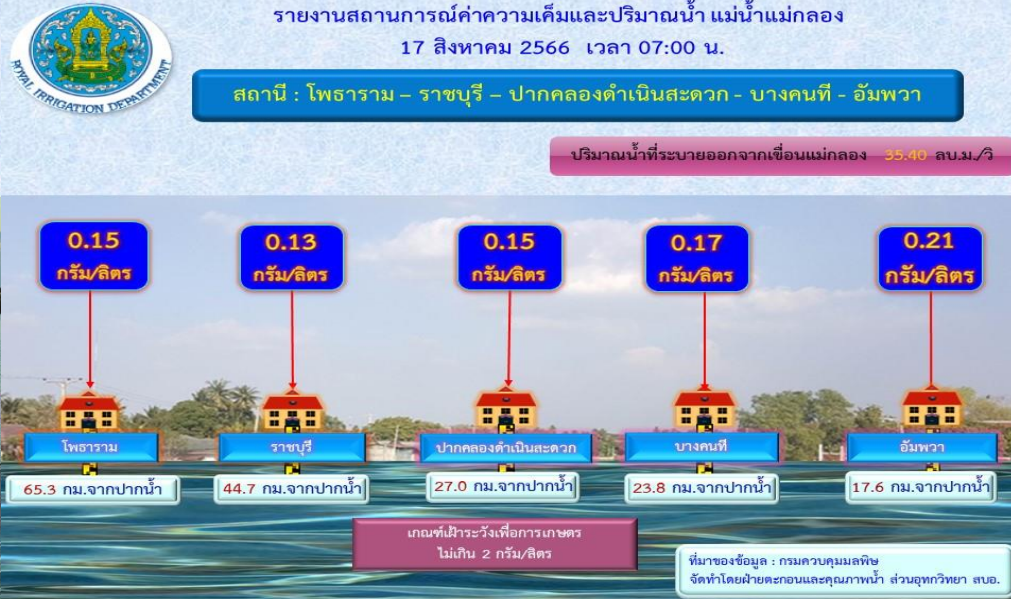 รายงานสถานการณ์ค่าความเค็มและปริมาณน้ำ แม่น้ำแม่กลอง
17 สิงหาคม 2566 เวลา 07:00 น.
ROYAL IRRIGATION DEPARTMENT
สถานี : โพธาราม – ราชบุรี – ปากคลองดำเนินสะดวก - บางคนที - อัมพวา
ปริมาณน้ำที่ระบายออกจากเขื่อนแม่กลอง 35.40 ลบ.ม./วิ
0.15 กรัม/ลิตร
0.13 กรัม/ลิตร
0.15 กรัม/ลิตร
0.17 กรัม/ลิตร
0.21 กรัม/ลิตร
โพธาราม
ราชบุรี
ปากคลองดำเนินสะดวก
บางคนที
อัมพวา
65.3 กม.จากปากน้ำ
44.7 กม.จากปากน้ำ
27.0 กม.จากปากน้ำ
23.8 กม.จากปากน้ำ
17.6 กม.จากปากน้ำ
เกณฑ์เฝ้าระวังเพื่อการเกษตร
ไม่เกิน 2 กรัม/ลิตร
ที่มาของข้อมูล : กรมควบคุมมลพิษ
จัดทำโดยฝ่ายตะกอนและคุณภาพน้ำ ส่วนอุทกวิทยา สบอ.